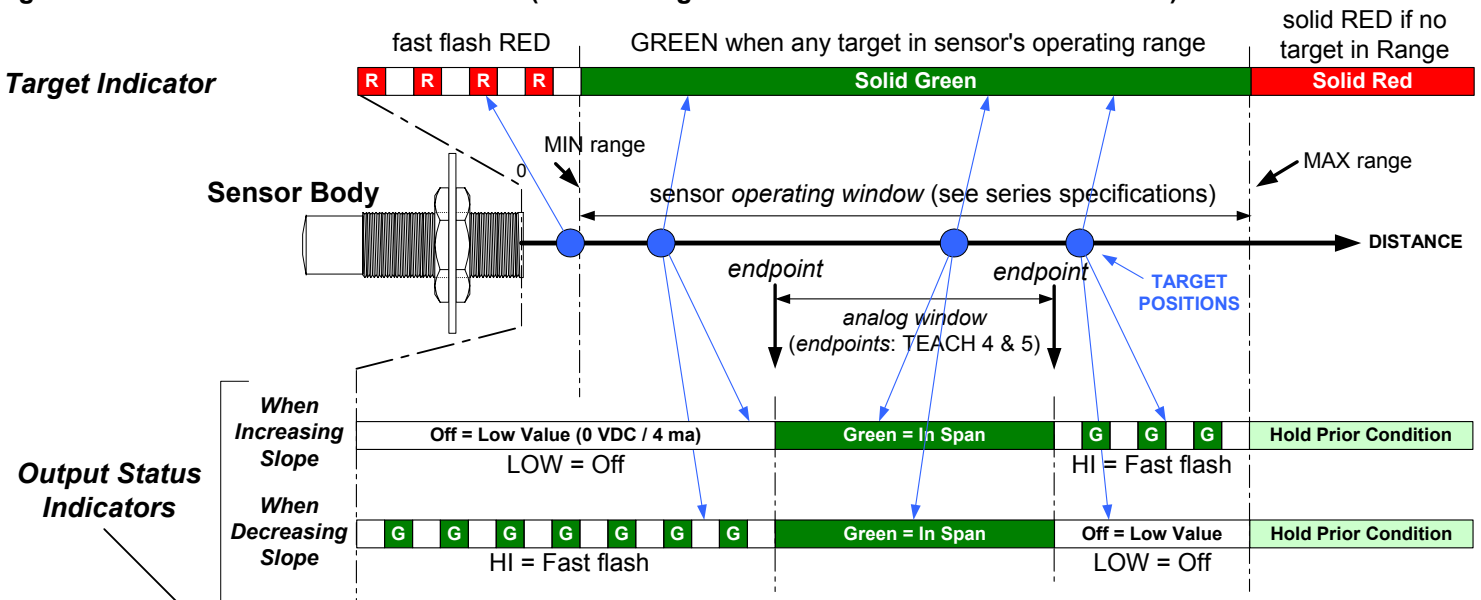 solid RED if no
target in Range
fast flash RED
GREEN when any target in sensor's operating range
Target Indicator
R R R R
Solid Green
Solid Red
MIN range
MAX range
0
Sensor Body
sensor operating window (see series specifications)
DISTANCE
endpoint
endpoint
TARGET
POSITIONS
analog window
(endpoints: TEACH 4 & 5)
When
Increasing
Slope
Off = Low Value (0 VDC / 4 ma)
Green = In Span
G G G
Hold Prior Condition
LOW = Off
HI = Fast flash
Output Status
Indicators
When
Decreasing
Slope
G G G G G G G
Green = In Span
Off = Low Value
Hold Prior Condition
HI = Fast flash
LOW = Off